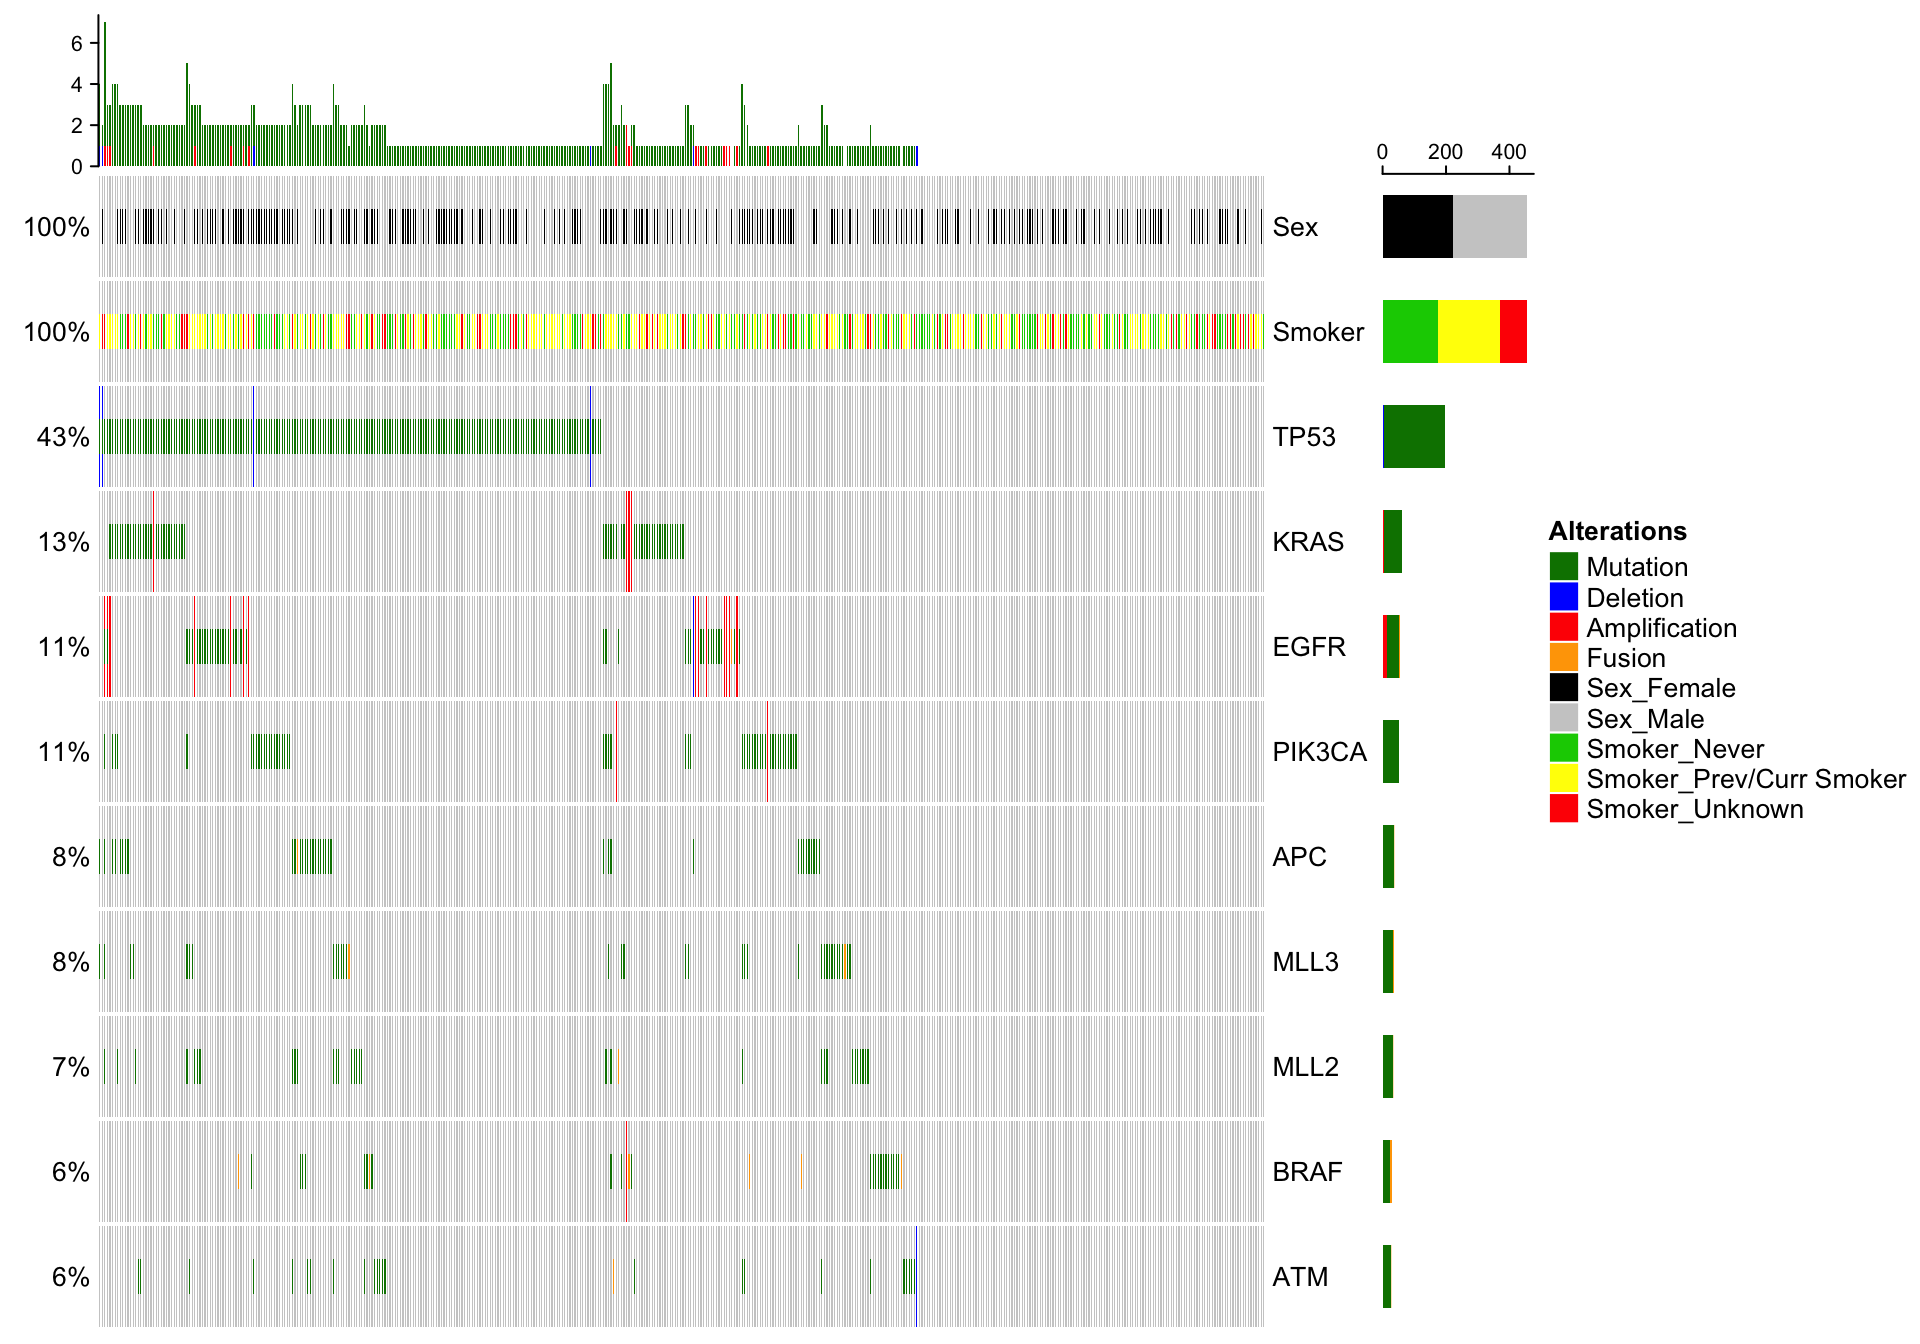 6
4
2
0
0 200 400
100% Sex
100% Smoker
43% TP53
13% KRAS
11% EGFR
11% PIK3CA
8% APC
8% MLL3
7% MLL2
6% BRAF
6% ATM
Alterations
Mutation
Deletion
Amplification
Fusion
Sex_Female
Sex_Male
Smoker_Never
Smoker_Prev/Curr Smoker
Smoker_Unknown